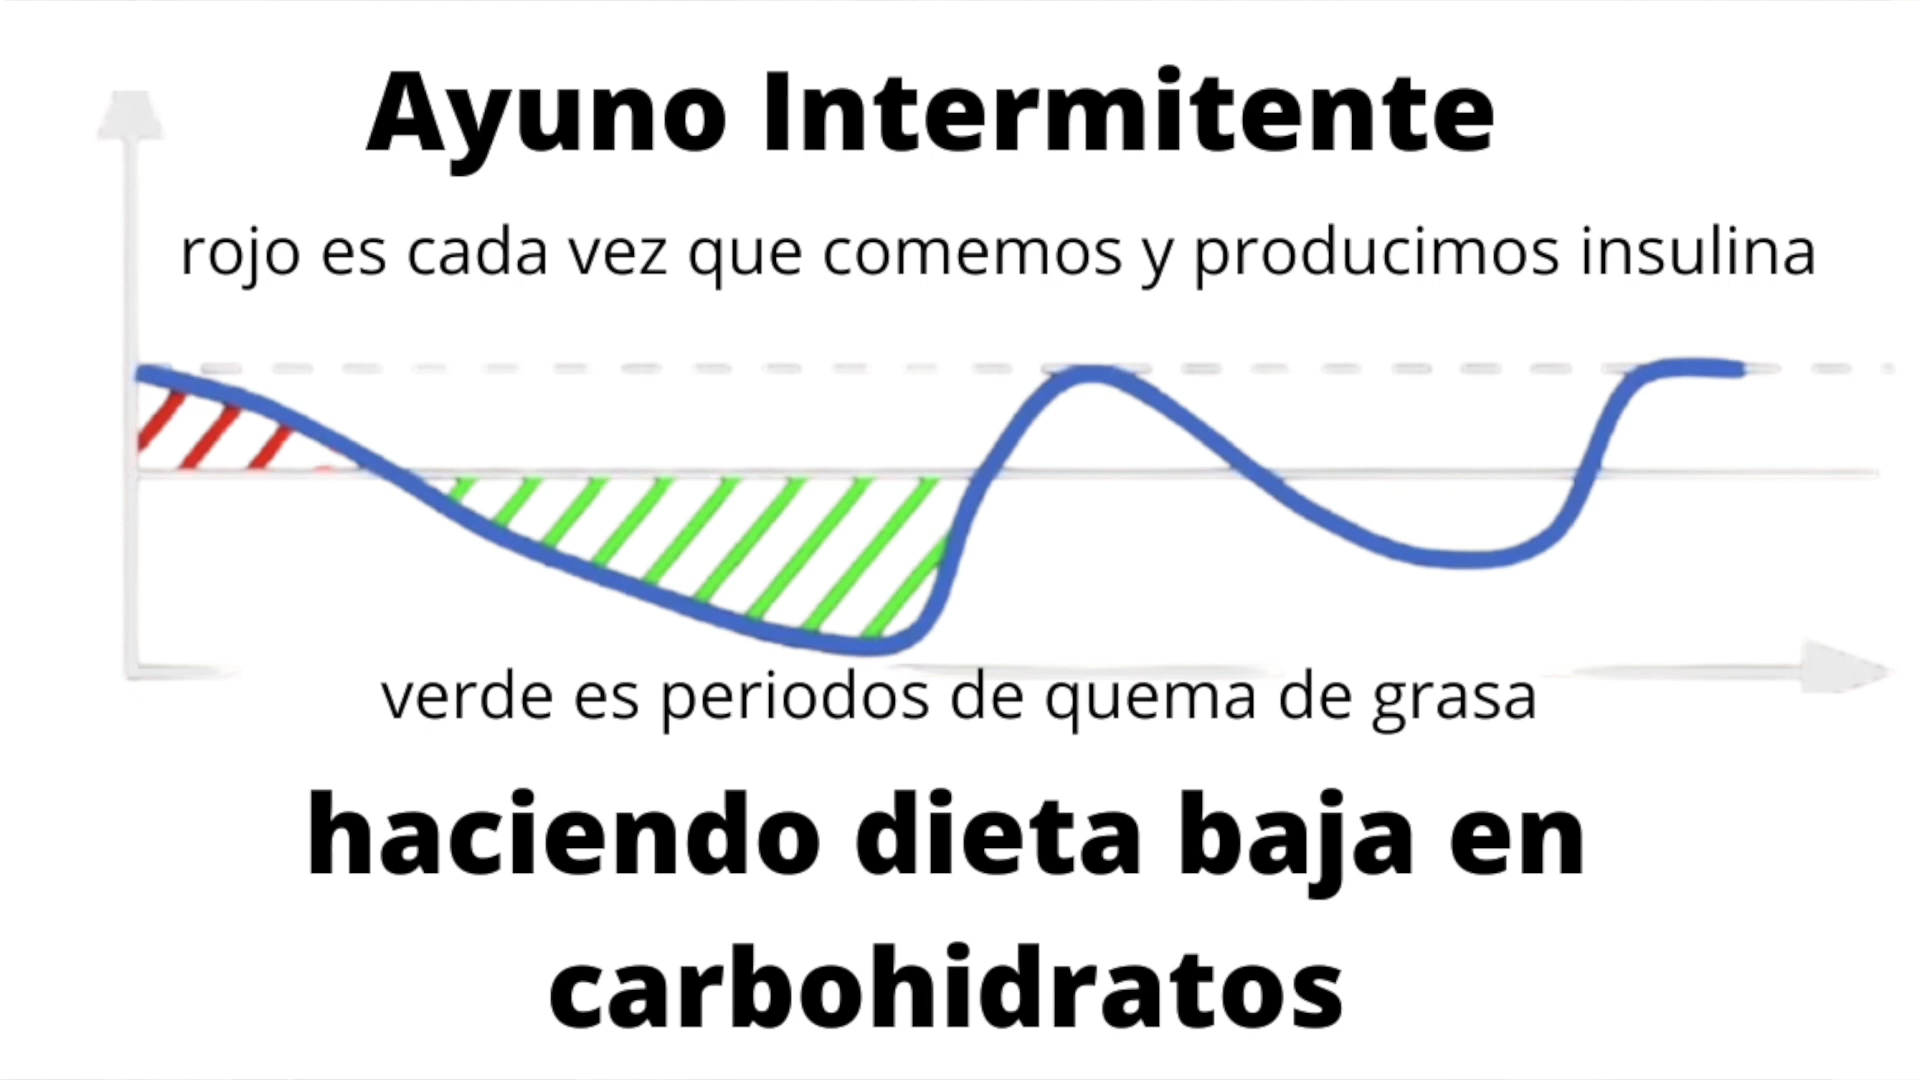 Ayuno Intermitente
rojo es cada vez que comemos y producimos insulina
verde es periodos de quema de grasa
haciendo dieta baja en
carbohidratos